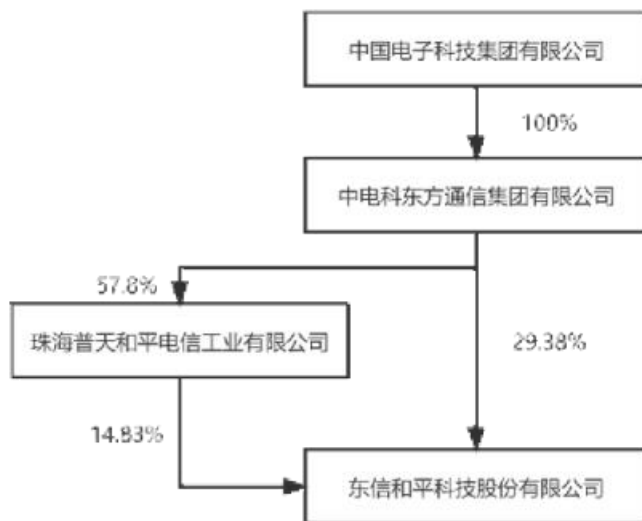 中国电子科技集团有限公司
100%
中电科东方通信集团有限公司
57.8%
珠海普天和平电信工业有限公司
29.38%
14.83%
东信和平科技股份有限公司